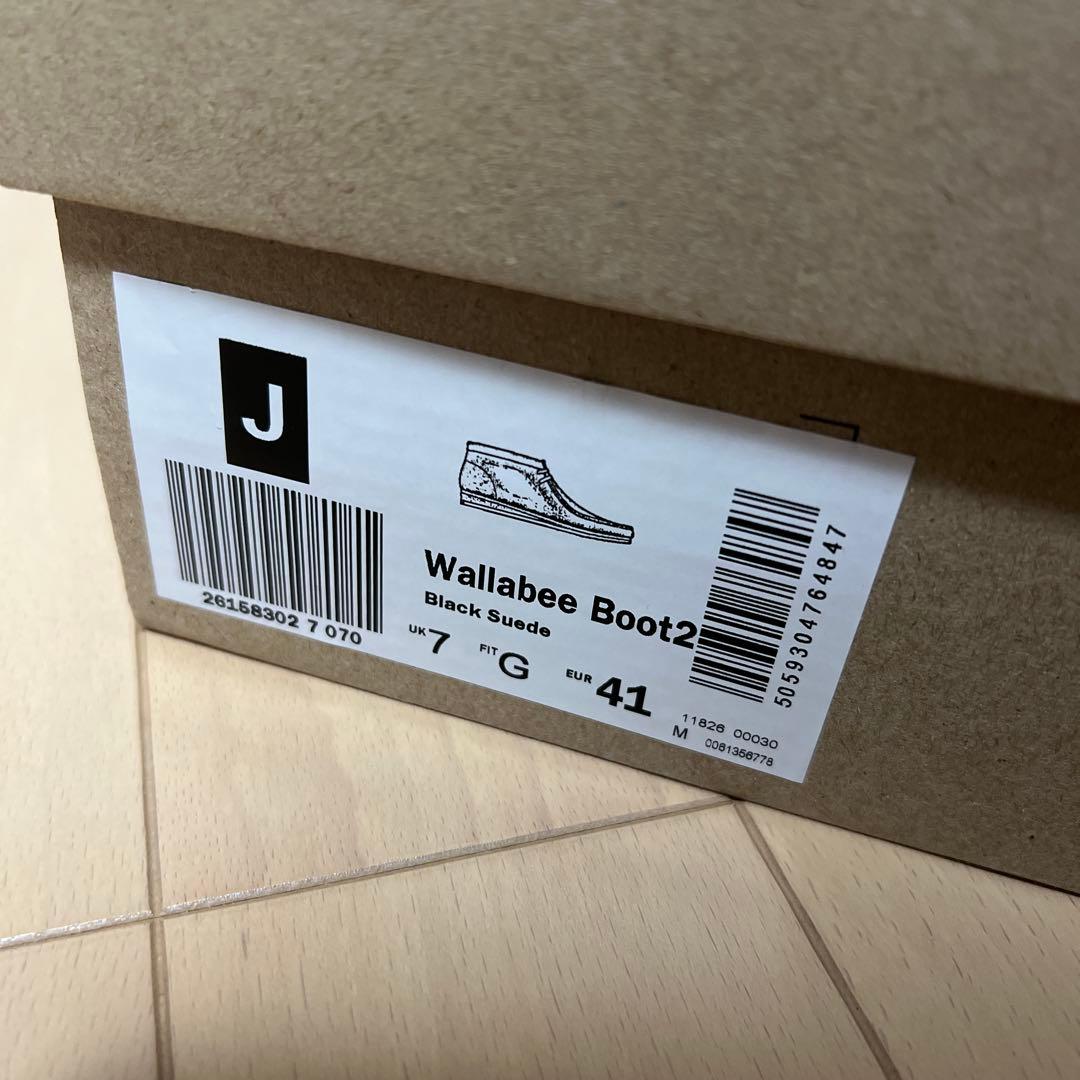 J
26158302 7 070
Wallabee Boot2
Black Suede
UK 7 FIT G EUR 41
5059304764847
11826 00030
M 0081356778